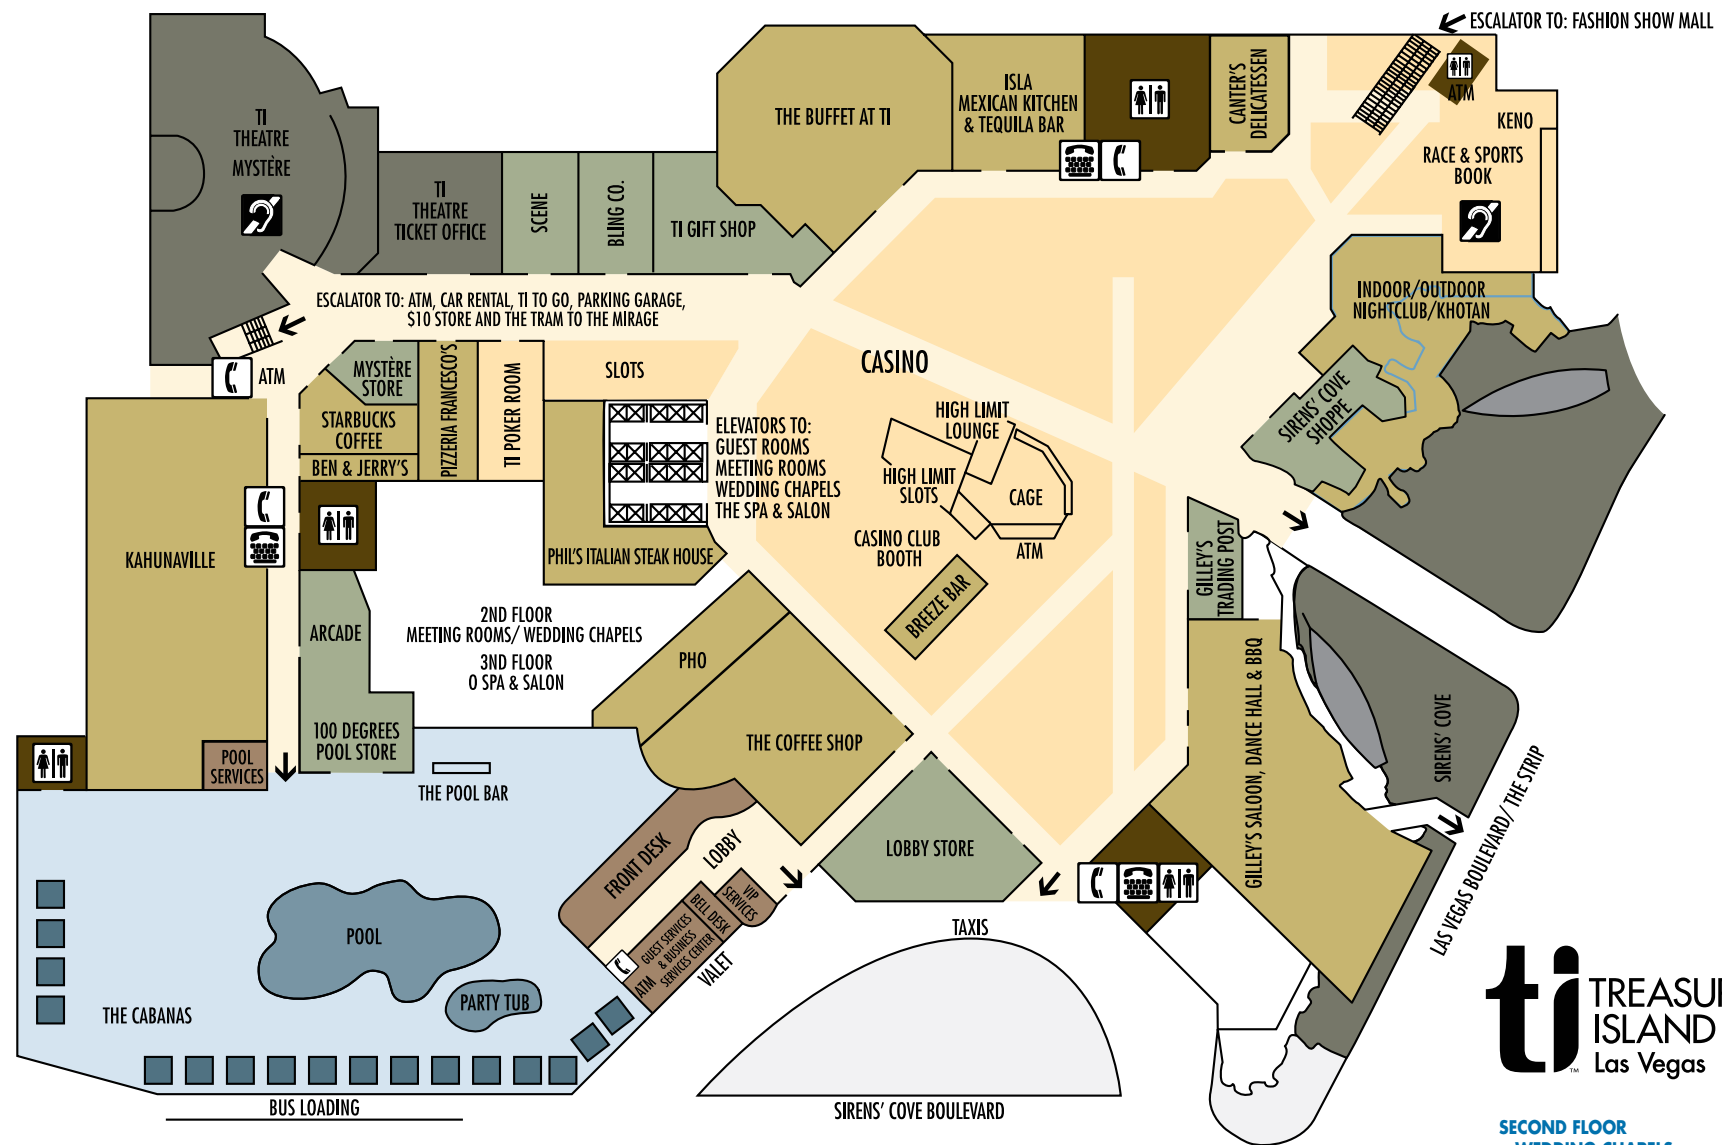 ESCALATOR TO: FASHION SHOW MALL
TI
THEATRE
MYSTÈRE
TI
THEATRE
TICKET OFFICE
SCENE
BLING CO.
TI GIFT SHOP
THE BUFFET AT TI
ISLA
MEXICAN KITCHEN
& TEQUILA BAR
CANTER'S
DELICATESSEN
ATM
KENO
RACE & SPORTS
BOOK
INDOOR/OUTDOOR
NIGHTCLUB/KHOTAN
ESCALATOR TO: ATM, CAR RENTAL, TI TO GO, PARKING GARAGE,
$10 STORE AND THE TRAM TO THE MIRAGE
ATM
MYSTÈRE
STORE
STARBUCKS
COFFEE
BEN & JERRY'S
PIZZERIA FRANCESCO'S
TI POKER ROOM
SLOTS
CASINO
ELEVATORS TO:
GUEST ROOMS
MEETING ROOMS
WEDDING CHAPELS
THE SPA & SALON
HIGH LIMIT
LOUNGE
HIGH LIMIT
SLOTS
CAGE
ATM
CASINO CLUB
BOOTH
BREEZE BAR
SIRENS' COVE
SHOPPE
GILLEY'S
TRADING POST
KAHUNAVILLE
PHIL'S ITALIAN STEAK HOUSE
2ND FLOOR
MEETING ROOMS/ WEDDING CHAPELS
3ND FLOOR
O SPA & SALON
ARCADE
100 DEGREES
POOL STORE
POOL
SERVICES
PHO
THE COFFEE SHOP
GILLEY'S SALOON, DANCE HALL & BBQ
SIRENS' COVE
LAS VEGAS BOULEVARD/ THE STRIP
THE POOL BAR
FRONT DESK
LOBBY
LOBBY STORE
VIP
SERVICES
BELL DESK
GUEST SERVICES
& BUSINESS
SERVICES CENTER
ATM
VALET
TAXIS
POOL
PARTY TUB
THE CABANAS
BUS LOADING
SIRENS' COVE BOULEVARD
ti
TM
TREASU
ISLAND
Las Vegas
SECOND FLOOR
WEDDING CHAPELS